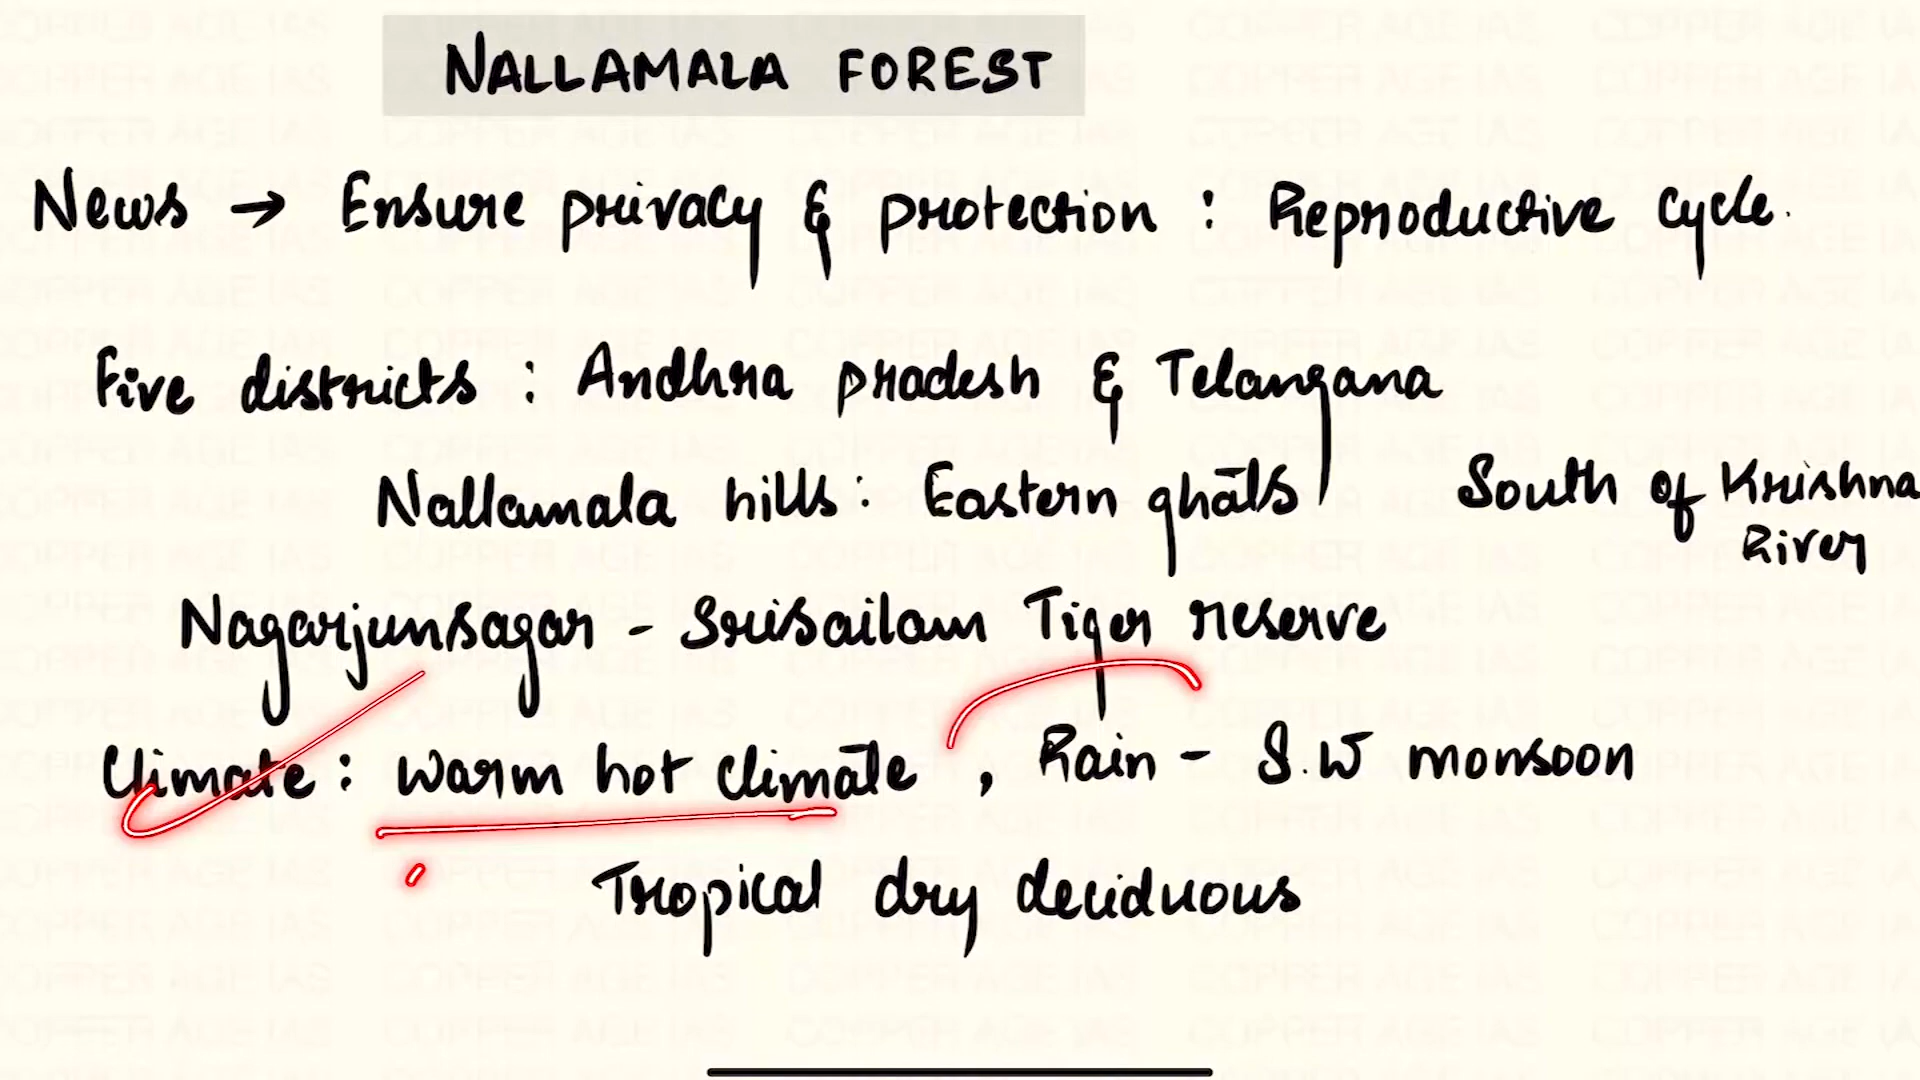 NALLAMALA FOREST
News → Ensure privacy & protection : Reproductive cycle.
Five districts : Andhra pradesh & Telangana
Nallamala hills : Eastern ghats South of Krishna
River
Nagarjunsagar - Srisailam Tiger reserve
Climate : warm hot climate , Rain - S.W monsoon
Tropical dry deciduous